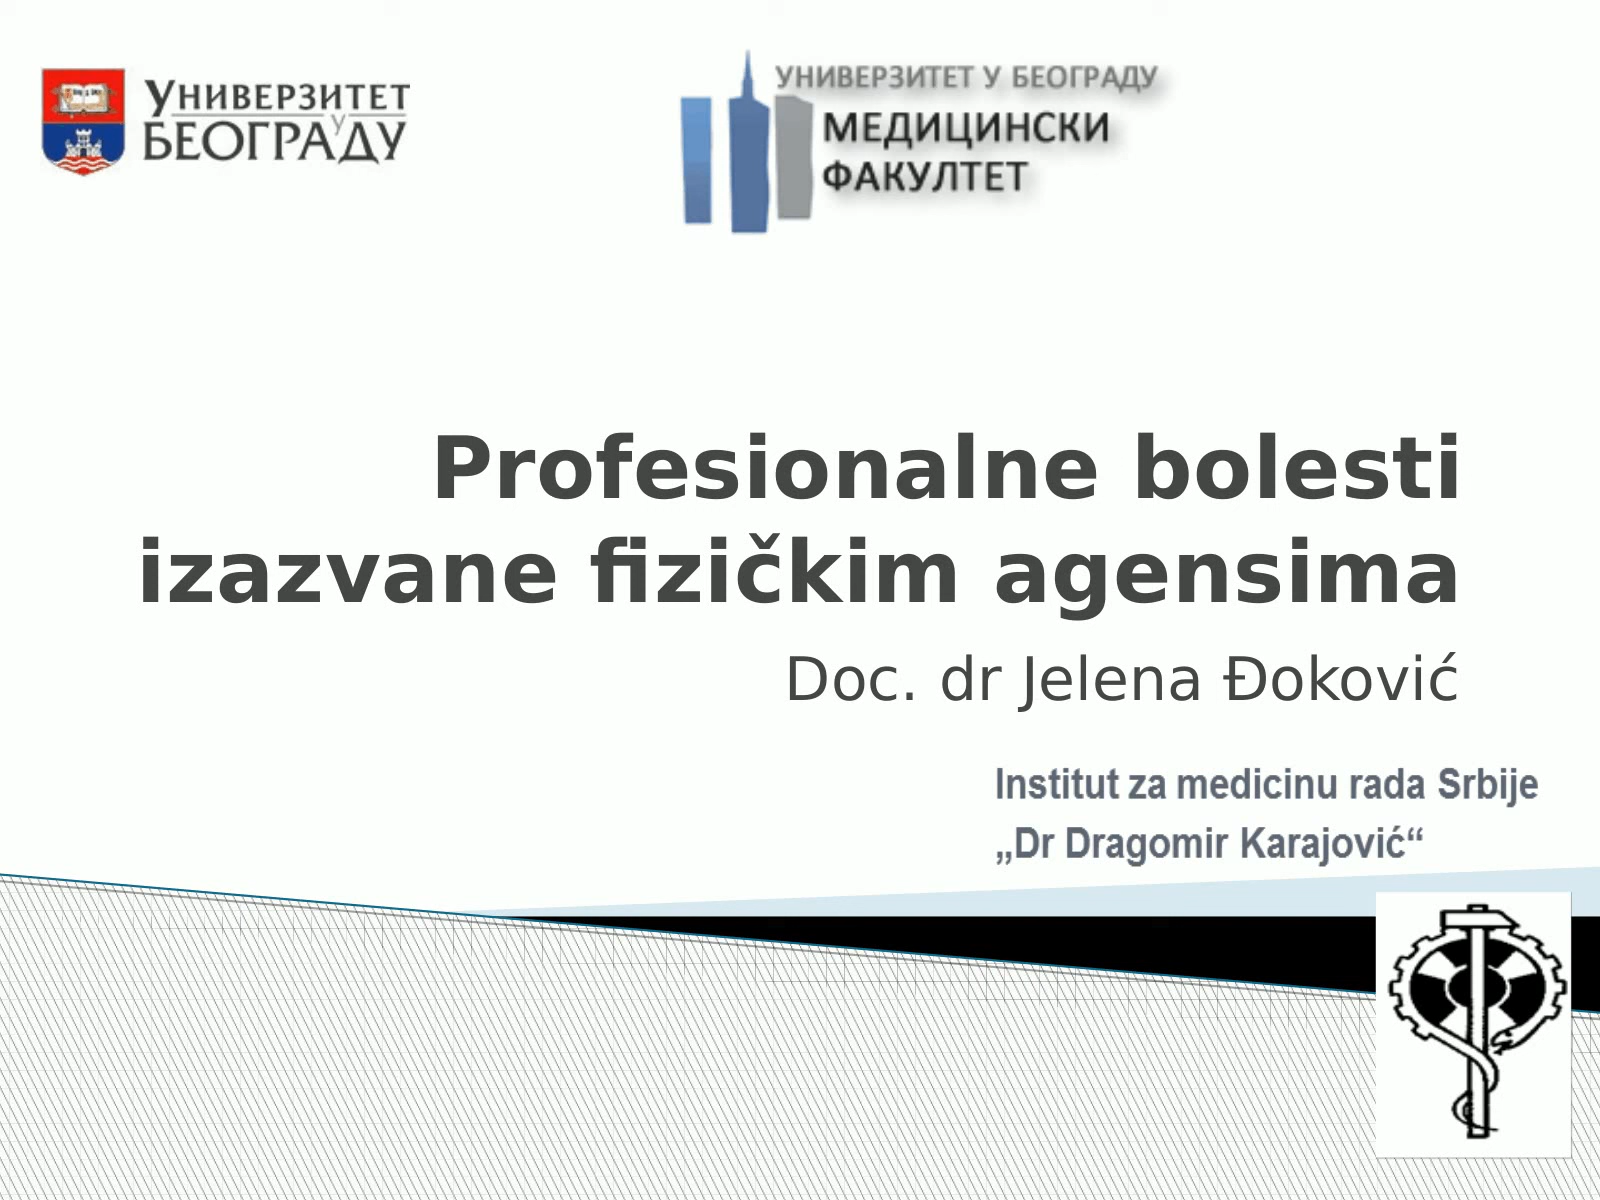 УНИВЕРЗИТЕТ
У
БЕОГРАДУ
УНИВЕРЗИТЕТ У БЕОГРАДУ
МЕДИЦИНСКИ
ФАКУЛТЕТ
Profesionalne bolesti
izazvane fizičkim agensima
Doc. dr Jelena Đoković
Institut za medicinu rada Srbije
„Dr Dragomir Karajović“